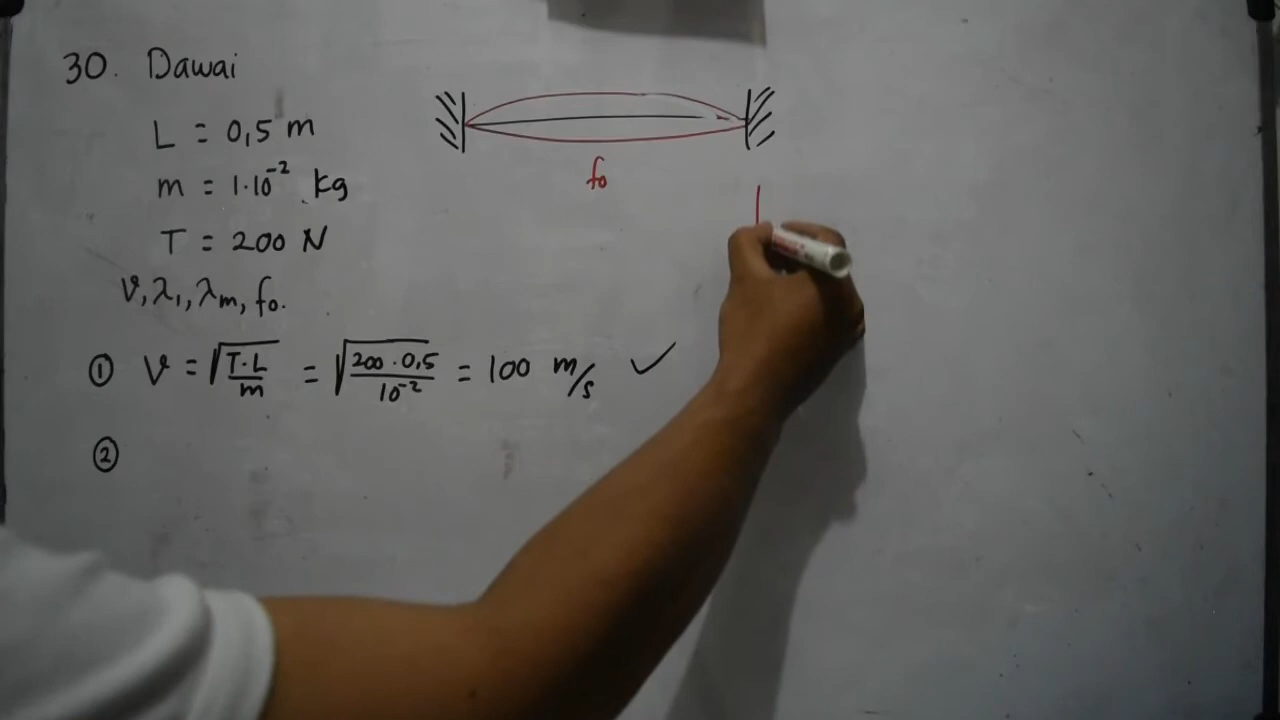 30. Dawai
L = 0,5 m
m = 1·10⁻² kg
T = 200 N
v, λ₁, λm, f₀.
f₀
① v = √(T·L/m) = √(200·0,5/10⁻²) = 100 m/s ✓
②